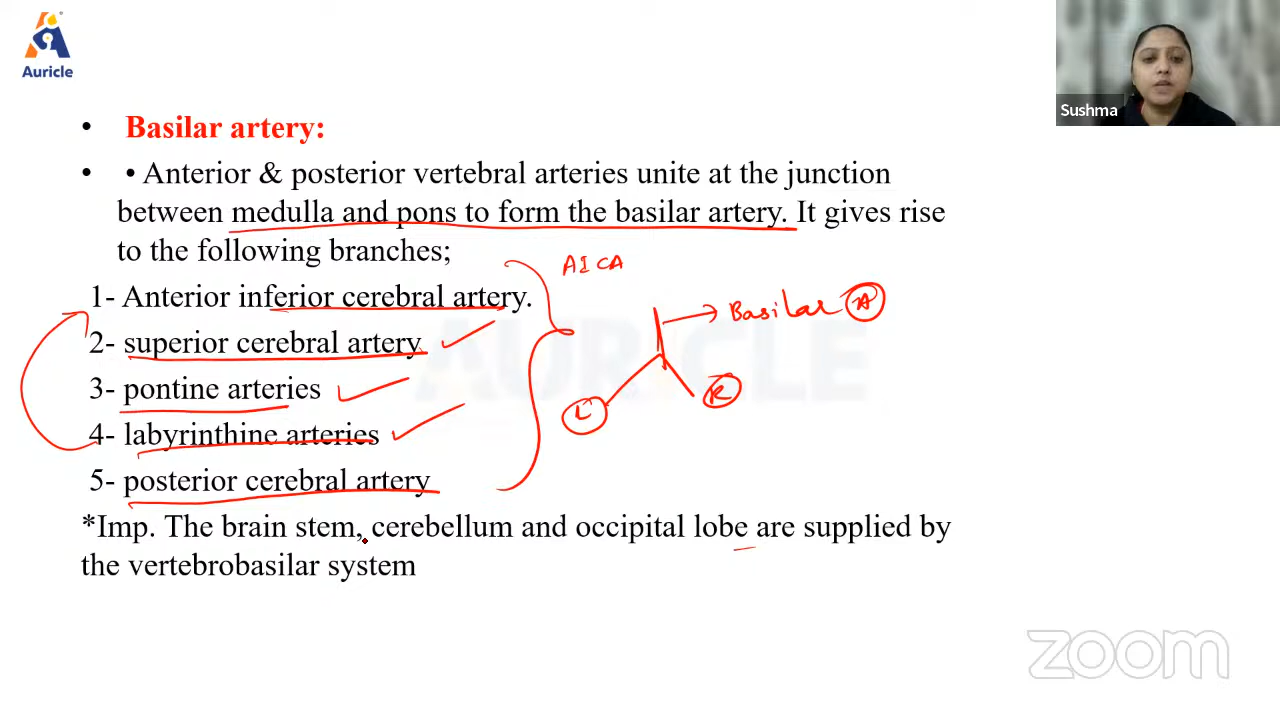 Auricle
Sushma
• Basilar artery:
• • Anterior & posterior vertebral arteries unite at the junction
between medulla and pons to form the basilar artery. It gives rise
to the following branches;
AICA
1- Anterior inferior cerebral artery.
Basilar A
2- superior cerebral artery
3- pontine arteries
L R
4- labyrinthine arteries
5- posterior cerebral artery
*Imp. The brain stem, cerebellum and occipital lobe are supplied by
the vertebrobasilar system
AURICLE
zoom